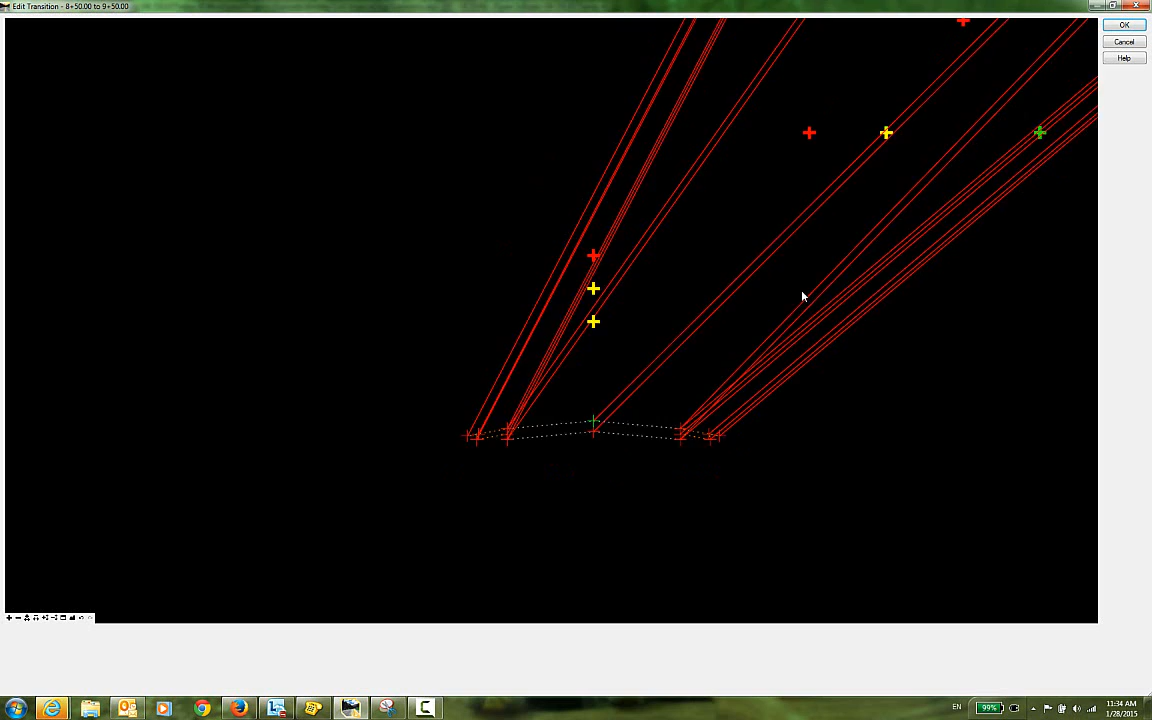 Edit Transition - 8+50.00 to 9+50.00
OK
Cancel
Help
EN
99%
11:34 AM
1/28/2015